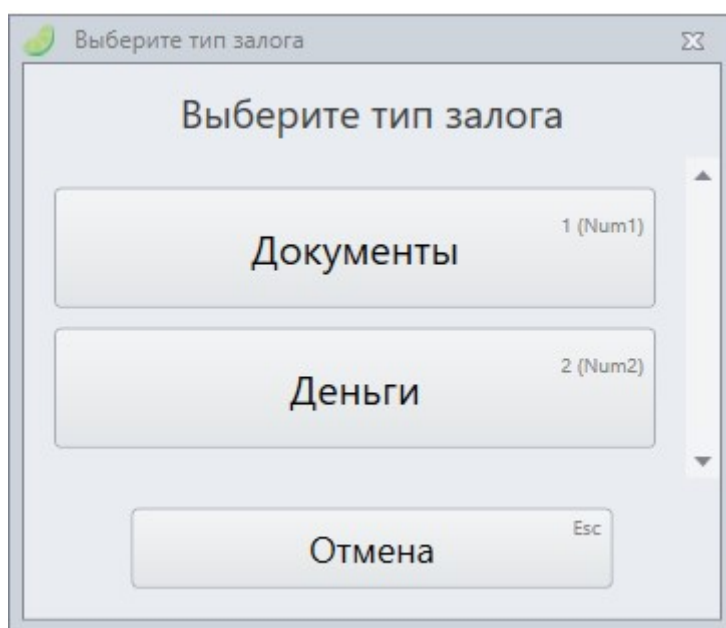 Выберите тип залога
Выберите тип залога
1 (Num1)
Документы
2 (Num2)
Деньги
Esc
Отмена